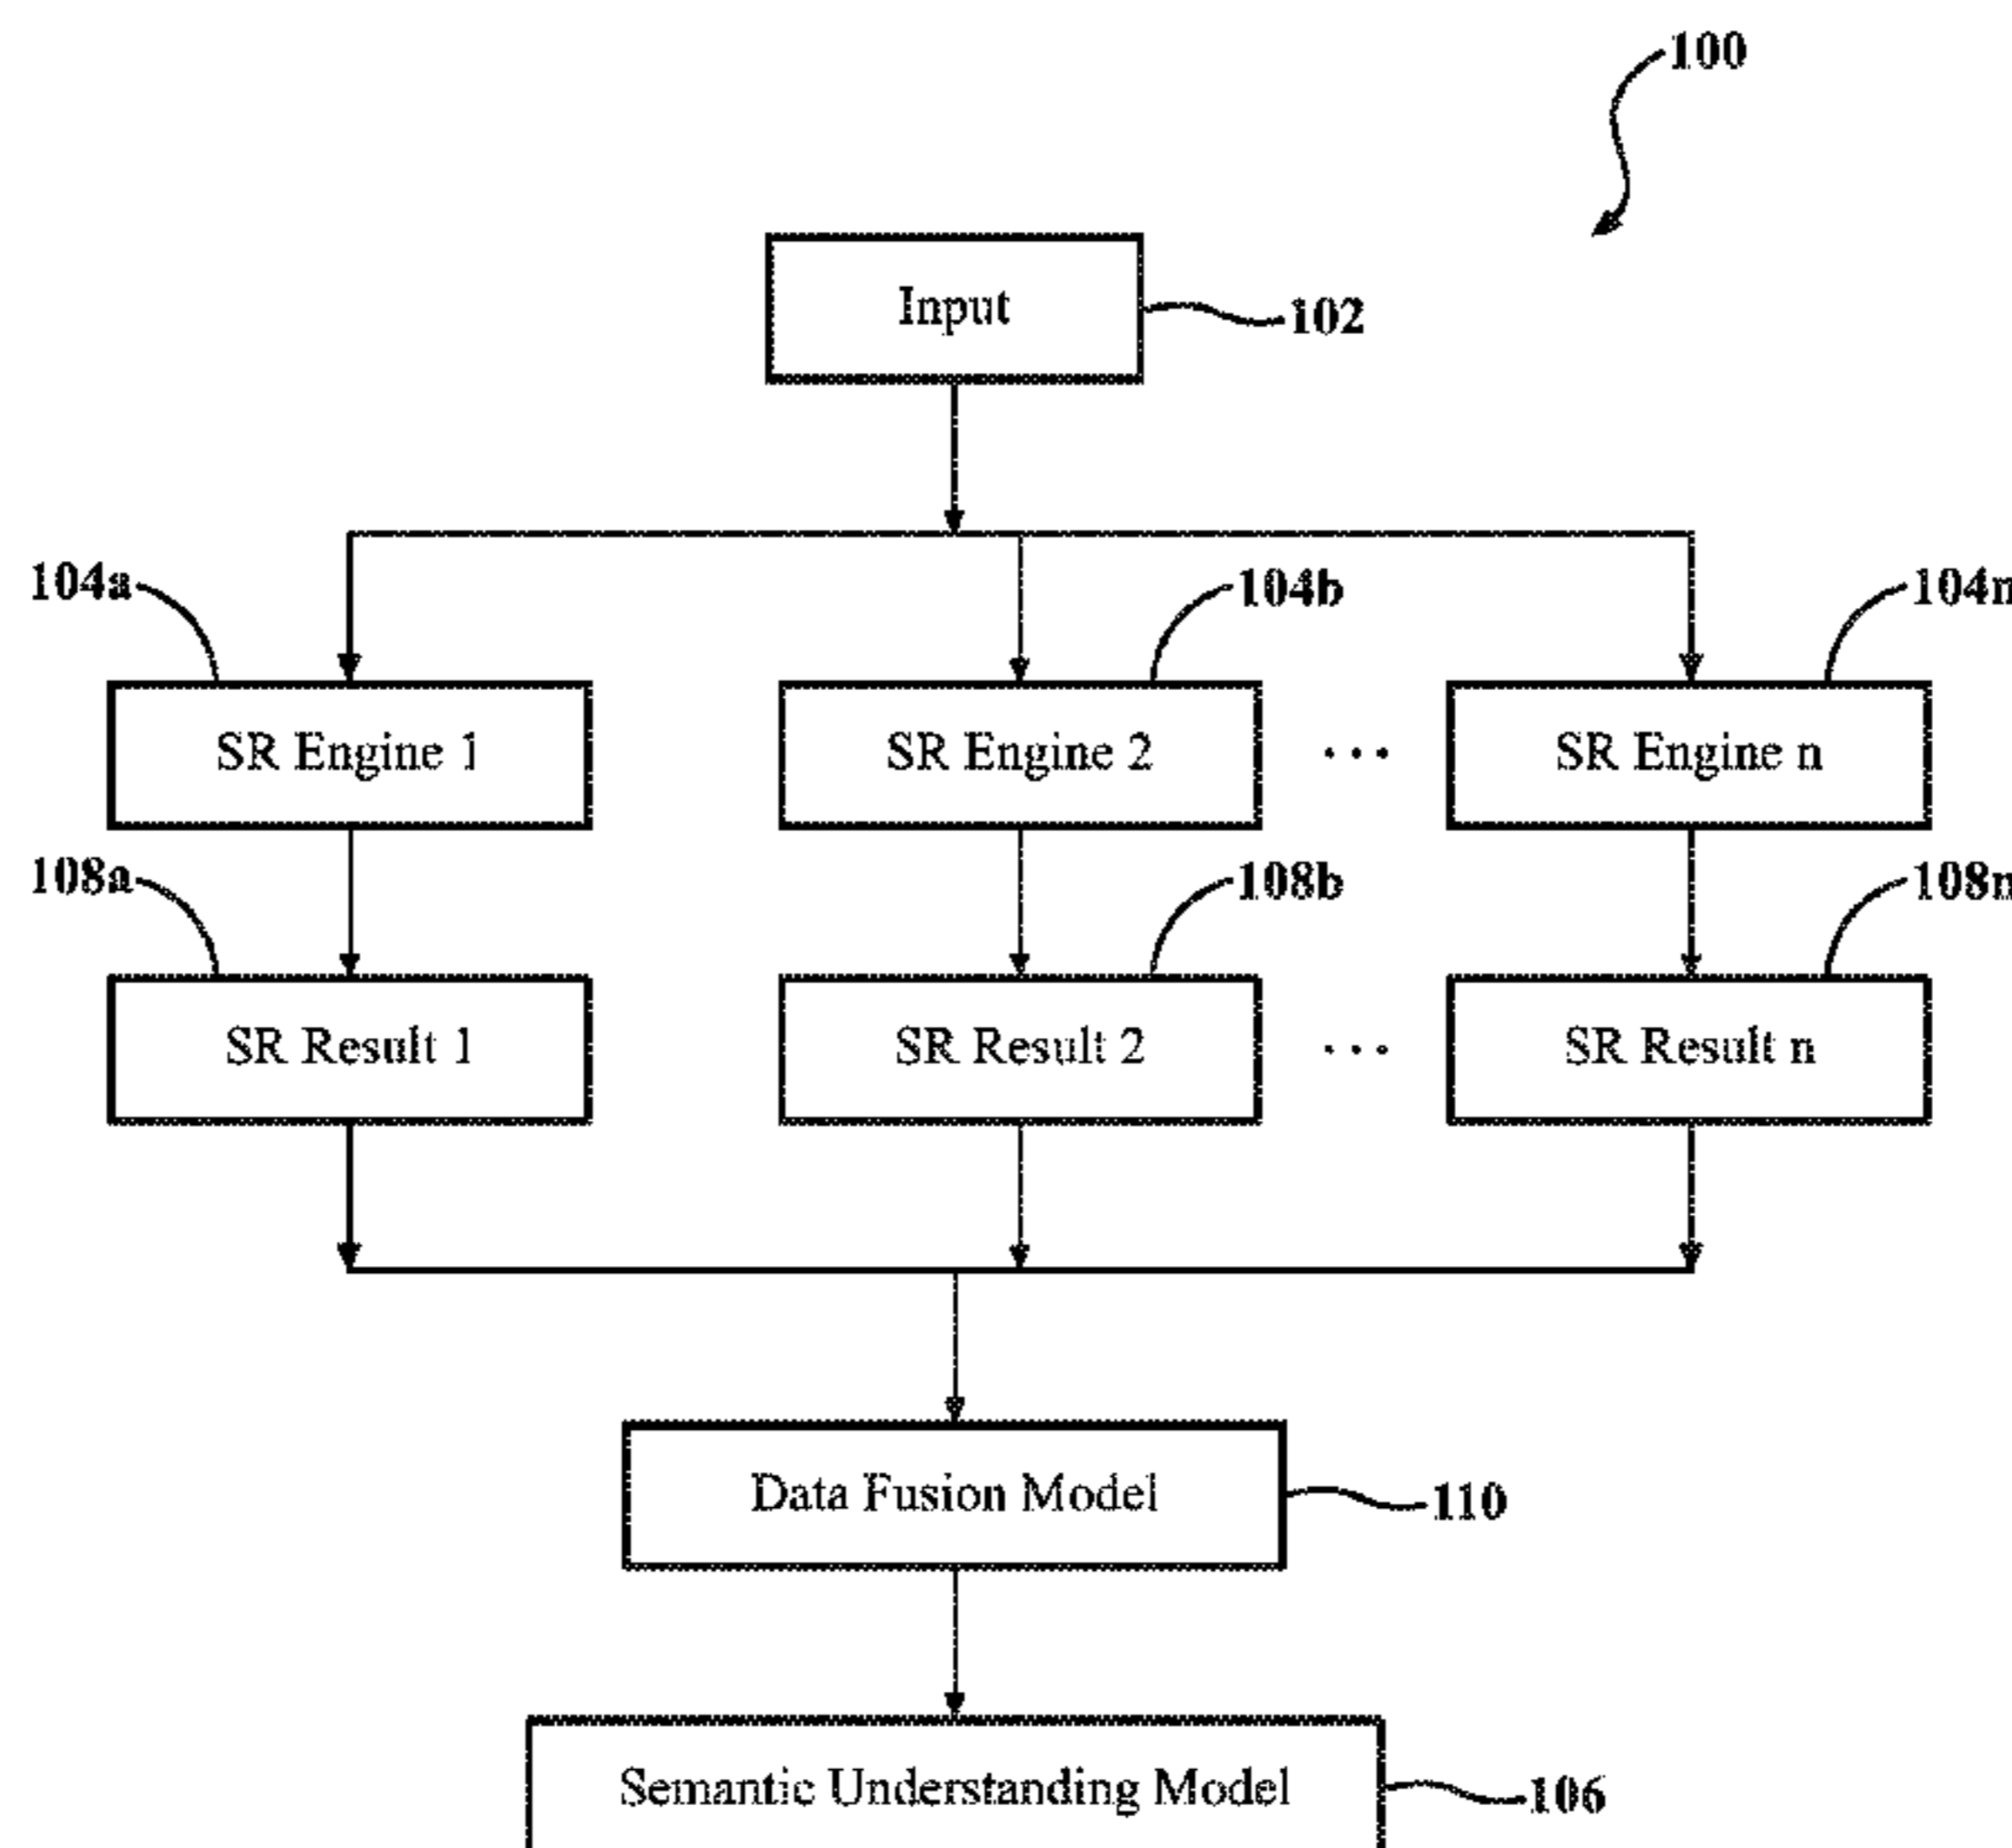 100
Input
102
104a
104b
104n
SR Engine 1
SR Engine 2
...
SR Engine n
108a
108b
108n
SR Result 1
SR Result 2
...
SR Result n
Data Fusion Model
110
Semantic Understanding Model
106